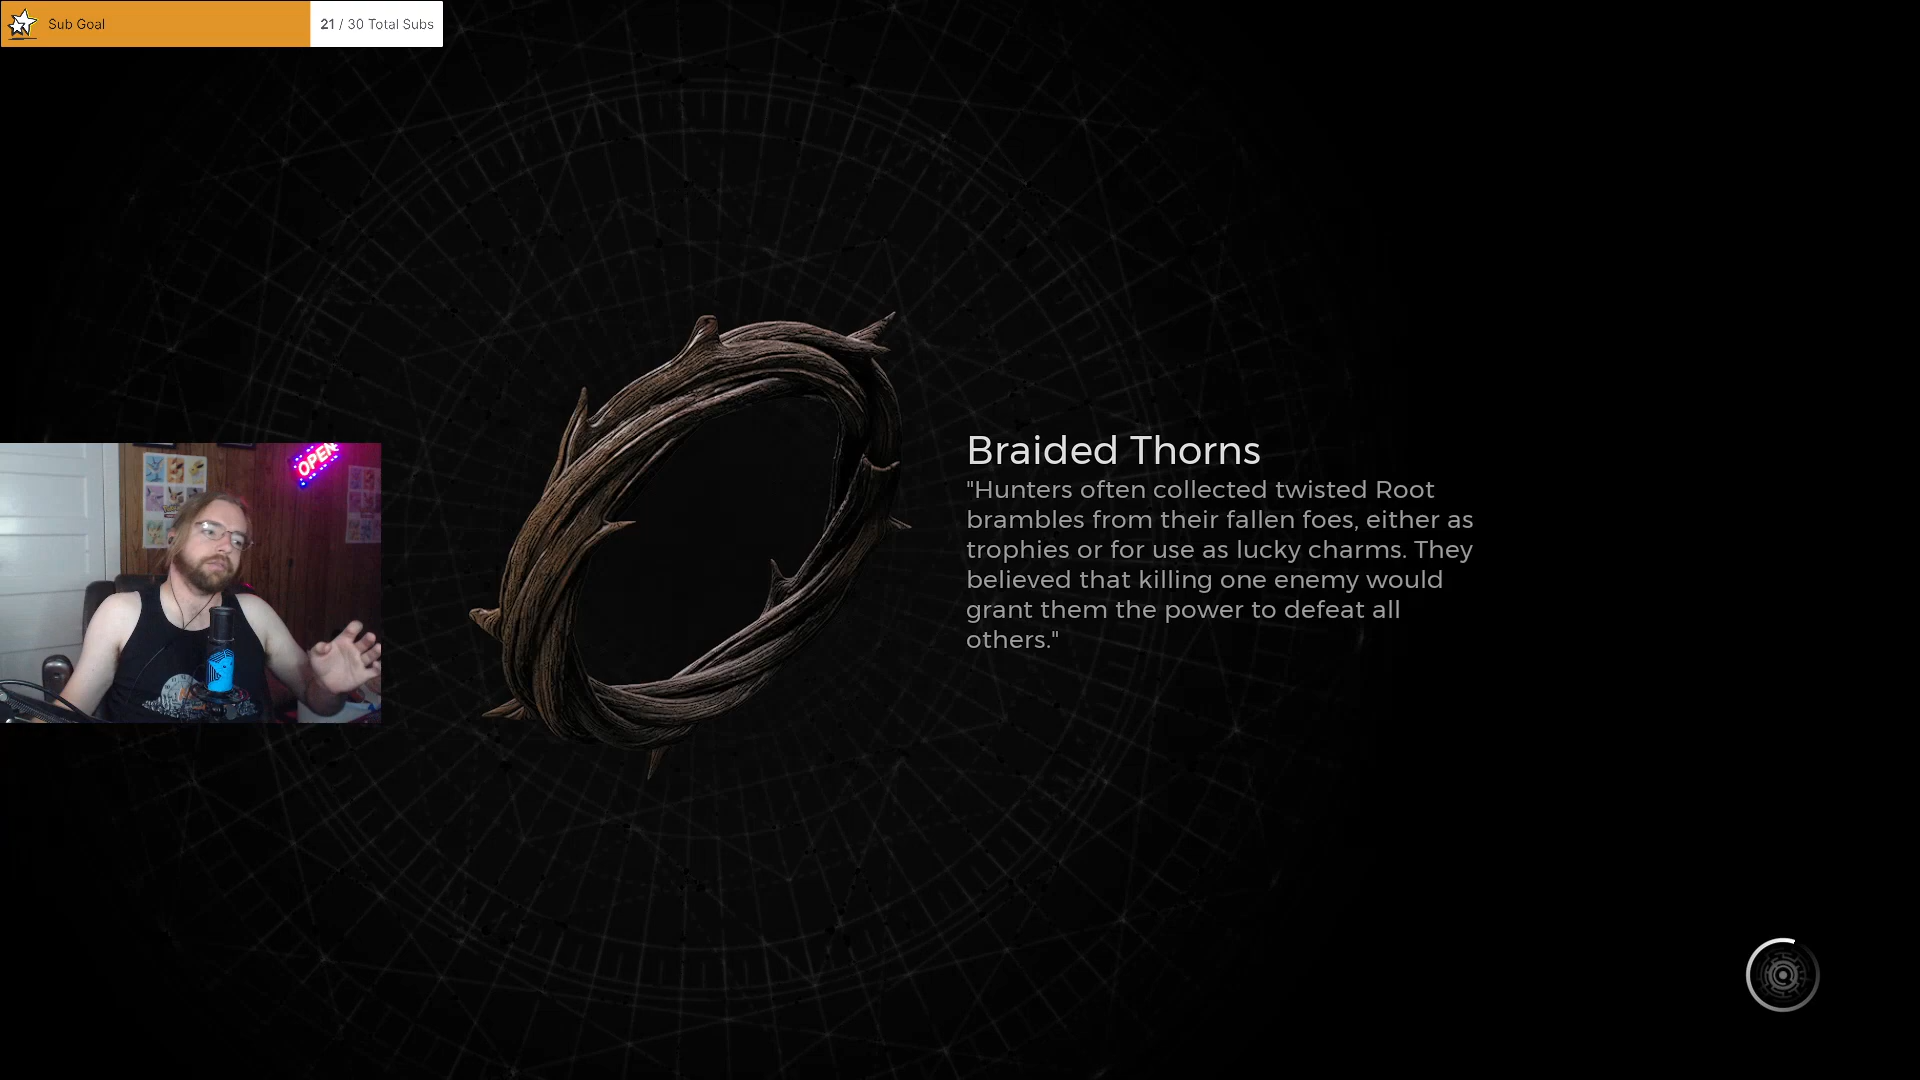 Sub Goal
21 / 30 Total Subs
OPEN
Braided Thorns
"Hunters often collected twisted Root
brambles from their fallen foes, either as
trophies or for use as lucky charms. They
believed that killing one enemy would
grant them the power to defeat all
others."